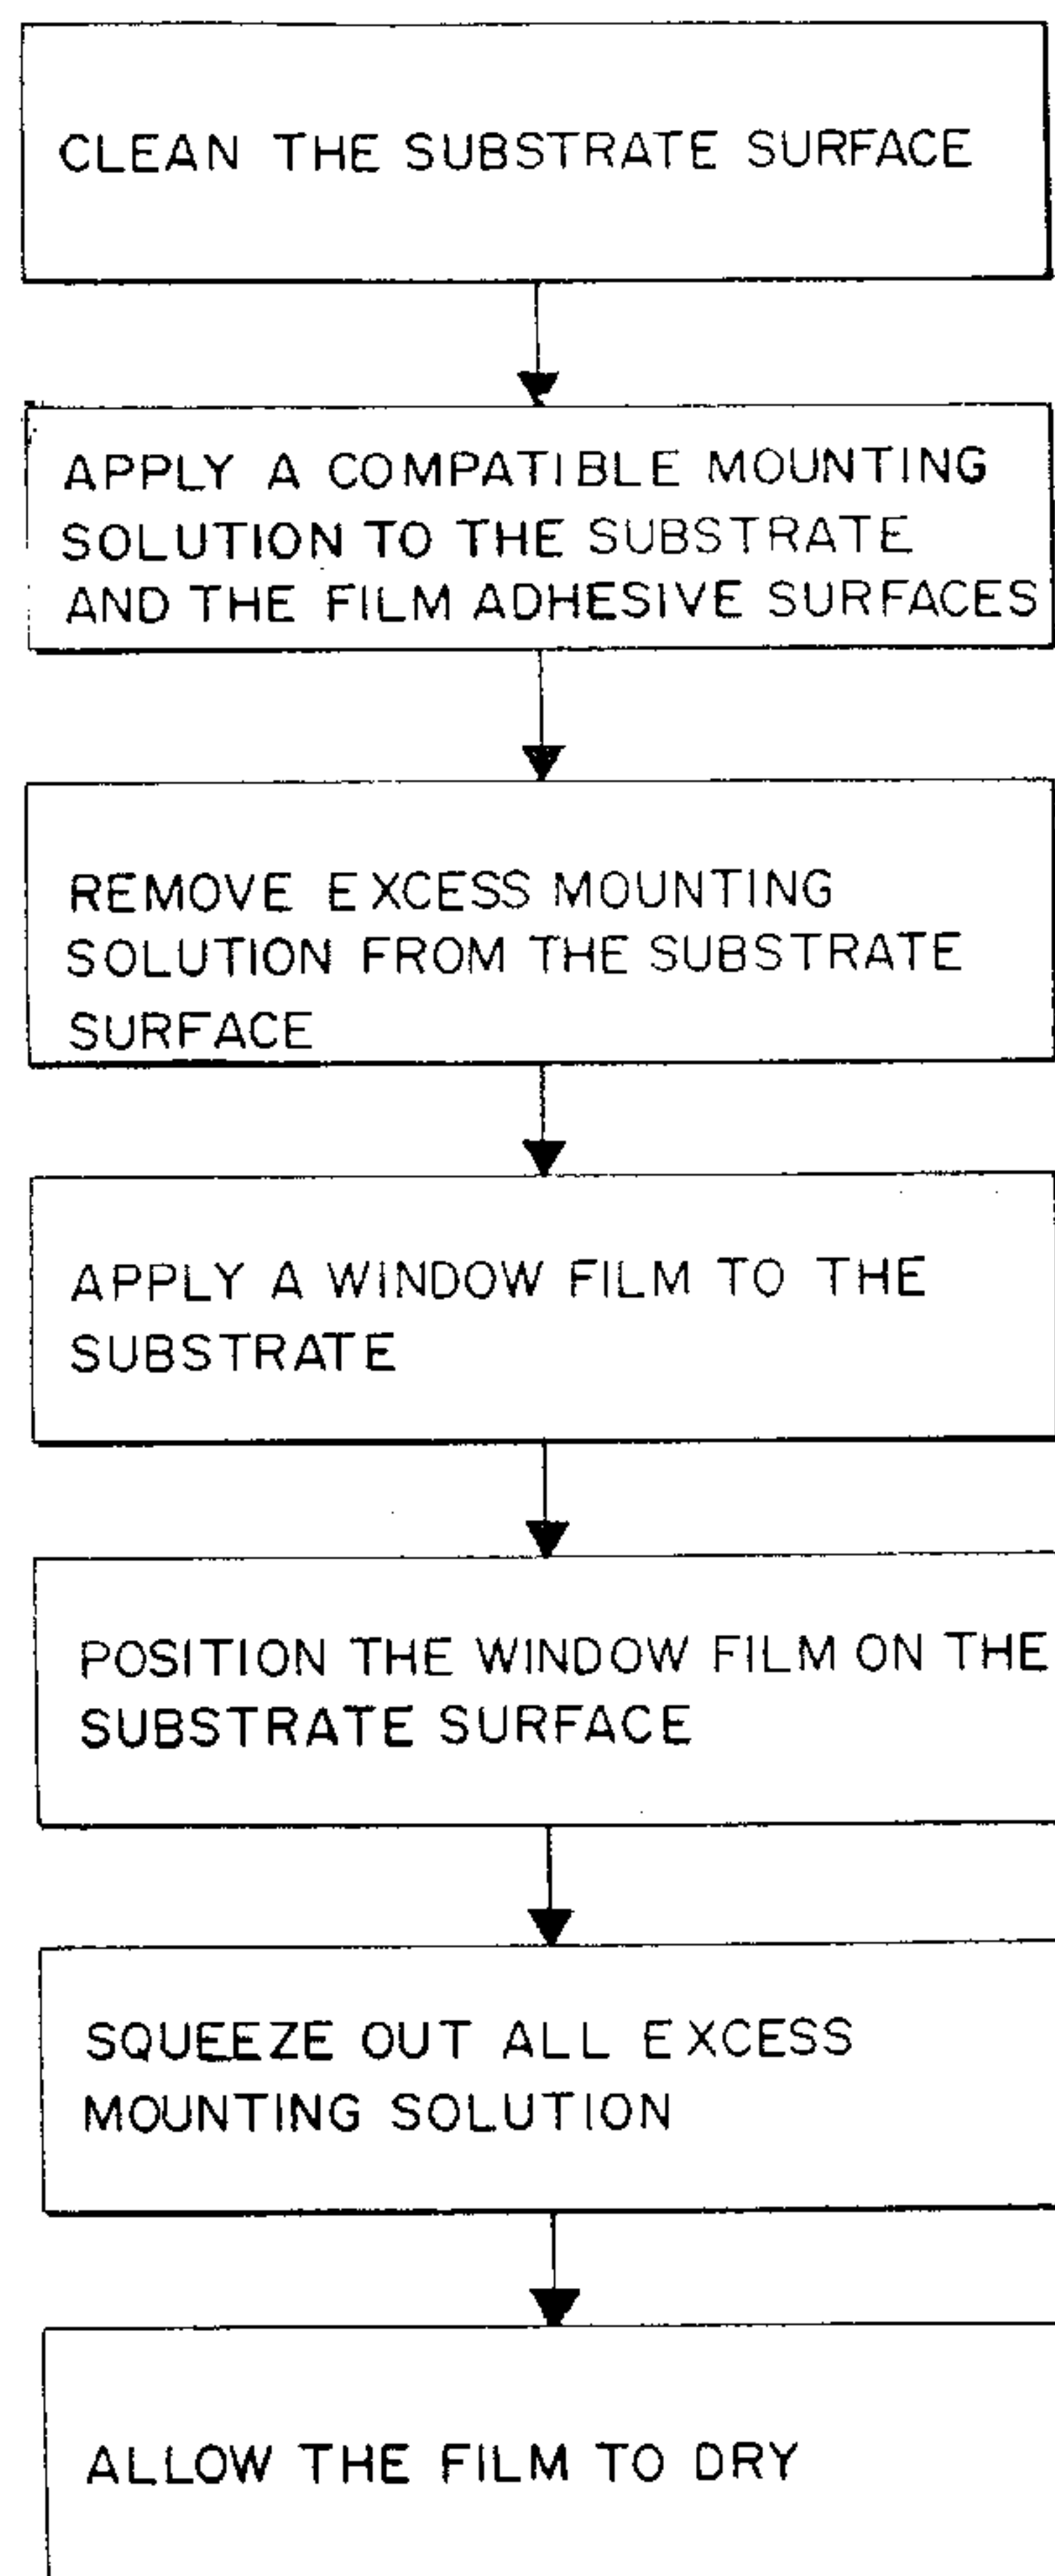 CLEAN THE SUBSTRATE SURFACE
APPLY A COMPATIBLE MOUNTING
SOLUTION TO THE SUBSTRATE
AND THE FILM ADHESIVE SURFACES
REMOVE EXCESS MOUNTING
SOLUTION FROM THE SUBSTRATE
SURFACE
APPLY A WINDOW FILM TO THE
SUBSTRATE
POSITION THE WINDOW FILM ON THE
SUBSTRATE SURFACE
SQUEEZE OUT ALL EXCESS
MOUNTING SOLUTION
ALLOW THE FILM TO DRY